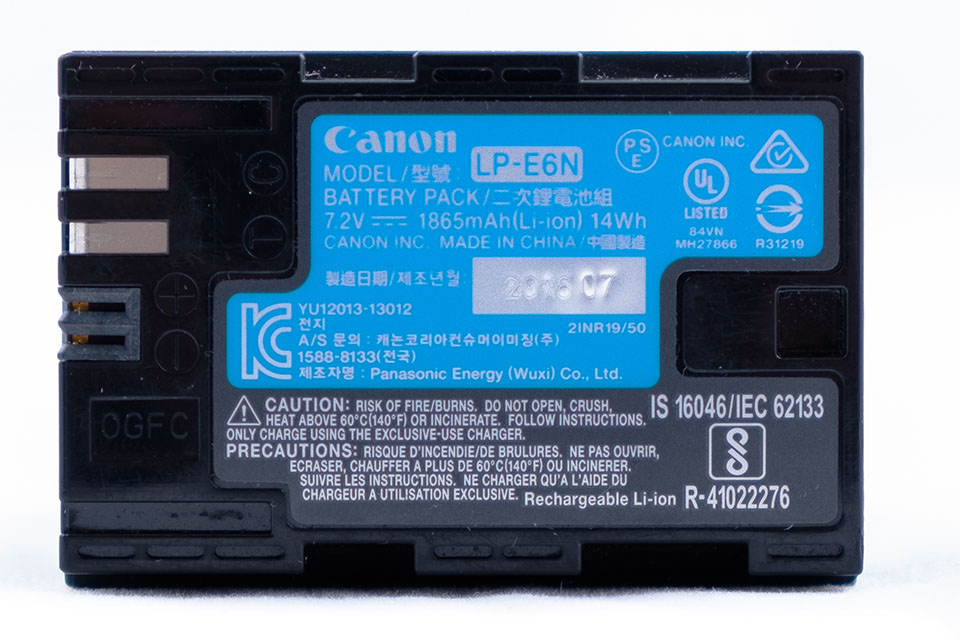 Canon
MODEL/型號: LP-E6N
BATTERY PACK/二次鋰電池組
7.2V ⎓ 1865mAh(Li-ion) 14Wh
CANON INC. MADE IN CHINA/中國製造
PSE CANON INC.
UL
LISTED
84VN
MH27866
R31219
製造日期/제조년월:
07
YU12013-13012
전지
A/S 문의 : 캐논코리아컨슈머이미징(주)
1588-8133(전국)
제조자명 : Panasonic Energy (Wuxi) Co., Ltd.
2INR19/50
C
T
+
−
OGFC
CAUTION: RISK OF FIRE/BURNS. DO NOT OPEN, CRUSH,
HEAT ABOVE 60°C(140°F) OR INCINERATE. FOLLOW INSTRUCTIONS.
ONLY CHARGE USING THE EXCLUSIVE-USE CHARGER.
PRECAUTIONS: RISQUE D'INCENDIE/DE BRULURES. NE PAS OUVRIR,
ECRASER, CHAUFFER A PLUS DE 60°C(140°F) OU INCINERER.
SUIVRE LES INSTRUCTIONS. NE CHARGER QU'A L'AIDE DU
CHARGEUR A UTILISATION EXCLUSIVE. Rechargeable Li-ion
IS 16046/IEC 62133
R-41022276